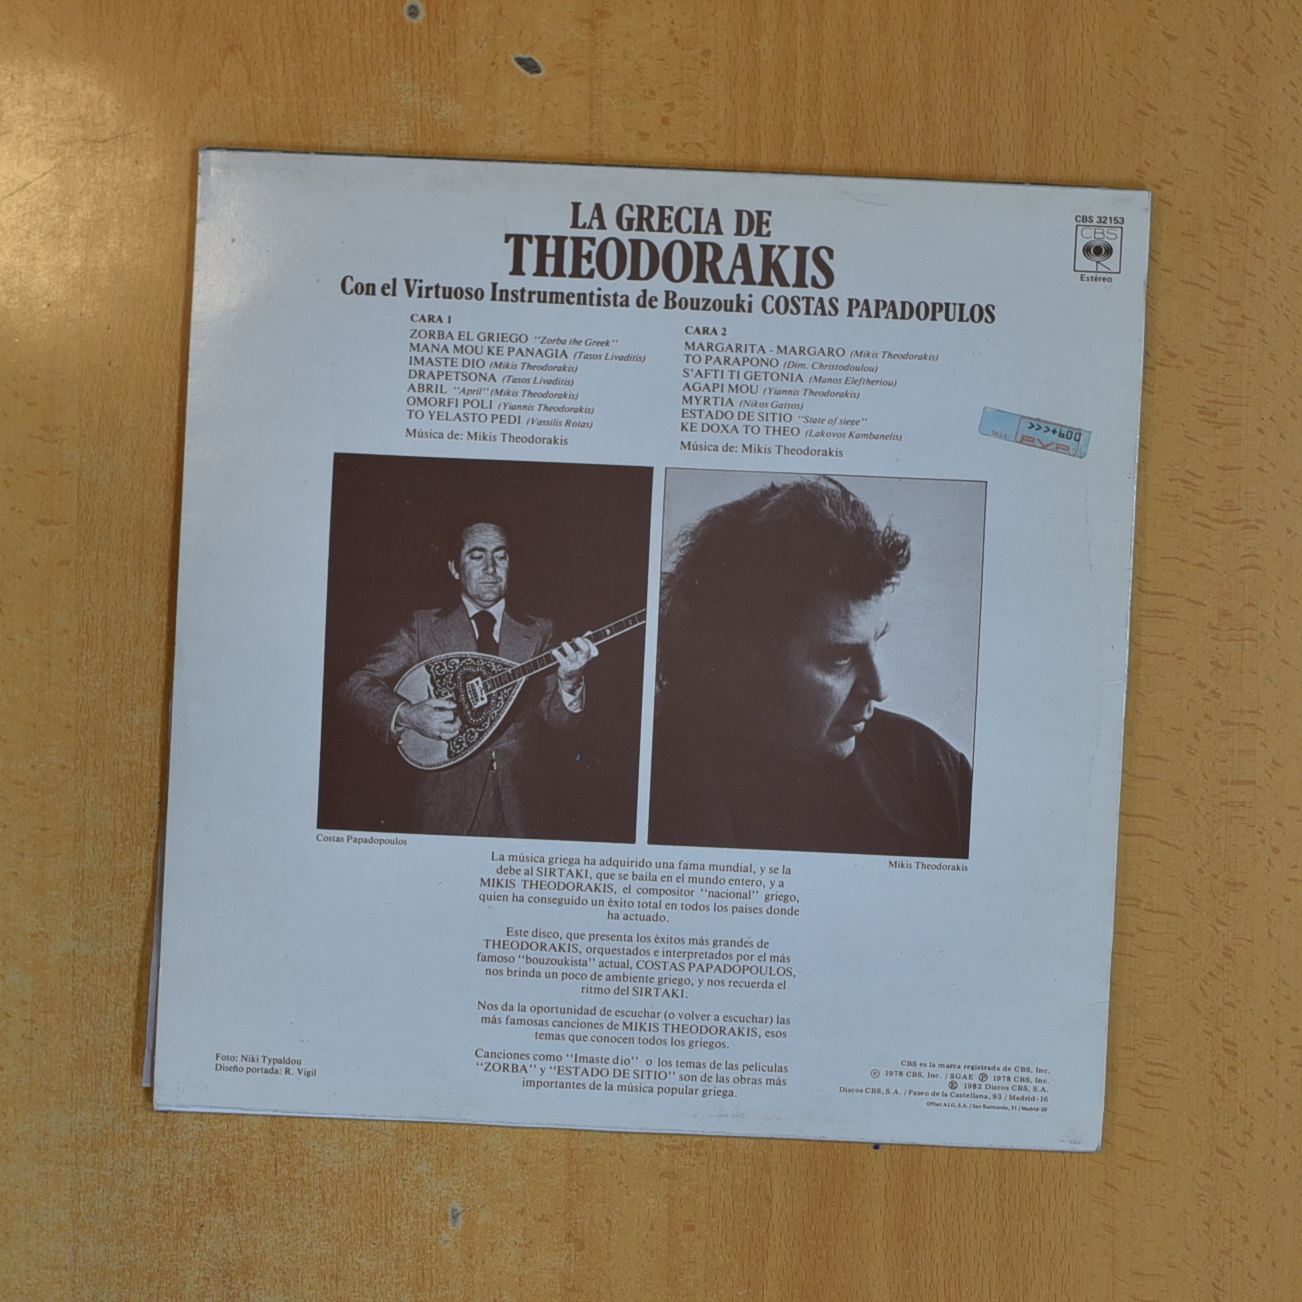 LA GRECIA DE
THEODORAKIS
Con el Virtuoso Instrumentista de Bouzouki COSTAS PAPADOPULOS
CBS 32153
CBS
Estéreo
CARA 1
ZORBA EL GRIEGO "Zorba the Greek"
MANA MOU KE PANAGIA (Tasos Livaditis)
IMASTE DIO (Mikis Theodorakis)
DRAPETSONA (Tasos Livaditis)
ABRIL "April" (Mikis Theodorakis)
OMORFI POLI (Yiannis Theodorakis)
TO YELASTO PEDI (Vassilis Rotas)
Música de: Mikis Theodorakis
CARA 2
MARGARITA - MARGARO (Mikis Theodorakis)
TO PARAPONO (Dim. Christodoulou)
S'AFTI TI GETONIA (Manos Eleftheriou)
AGAPI MOU (Yiannis Theodorakis)
MYRTIA (Nikos Gatsos)
ESTADO DE SITIO "State of siege"
KE DOXA TO THEO (Lakovos Kambanelis)
Música de: Mikis Theodorakis
P.V.P.
Costas Papadopoulos
Mikis Theodorakis
La música griega ha adquirido una fama mundial, y se la
debe al SIRTAKI, que se baila en el mundo entero, y a
MIKIS THEODORAKIS, el compositor "nacional" griego,
quien ha conseguido un éxito total en todos los paises donde
ha actuado.
Este disco, que presenta los éxitos más grandes de
THEODORAKIS, orquestados e interpretados por el más
famoso "bouzoukista" actual, COSTAS PAPADOPOULOS,
nos brinda un poco de ambiente griego, y nos recuerda el
ritmo del SIRTAKI.
Nos da la oportunidad de escuchar (o volver a escuchar) las
más famosas canciones de MIKIS THEODORAKIS, esos
temas que conocen todos los griegos.
Canciones como "Imaste dio" o los temas de las películas
"ZORBA" y "ESTADO DE SITIO" son de las obras más
importantes de la música popular griega.
Foto: Niki Typaldou
Diseño portada: R. Vigil
CBS es la marca registrada de CBS, Inc.
© 1978 CBS, Inc. / SGAE ℗ 1978 CBS, Inc.
℗ 1982 Discos CBS, S.A.
Discos CBS, S.A. / Paseo de la Castellana, 93 / Madrid-16
Offset ALG, S.A. / San Raimundo, 31 / Madrid-20